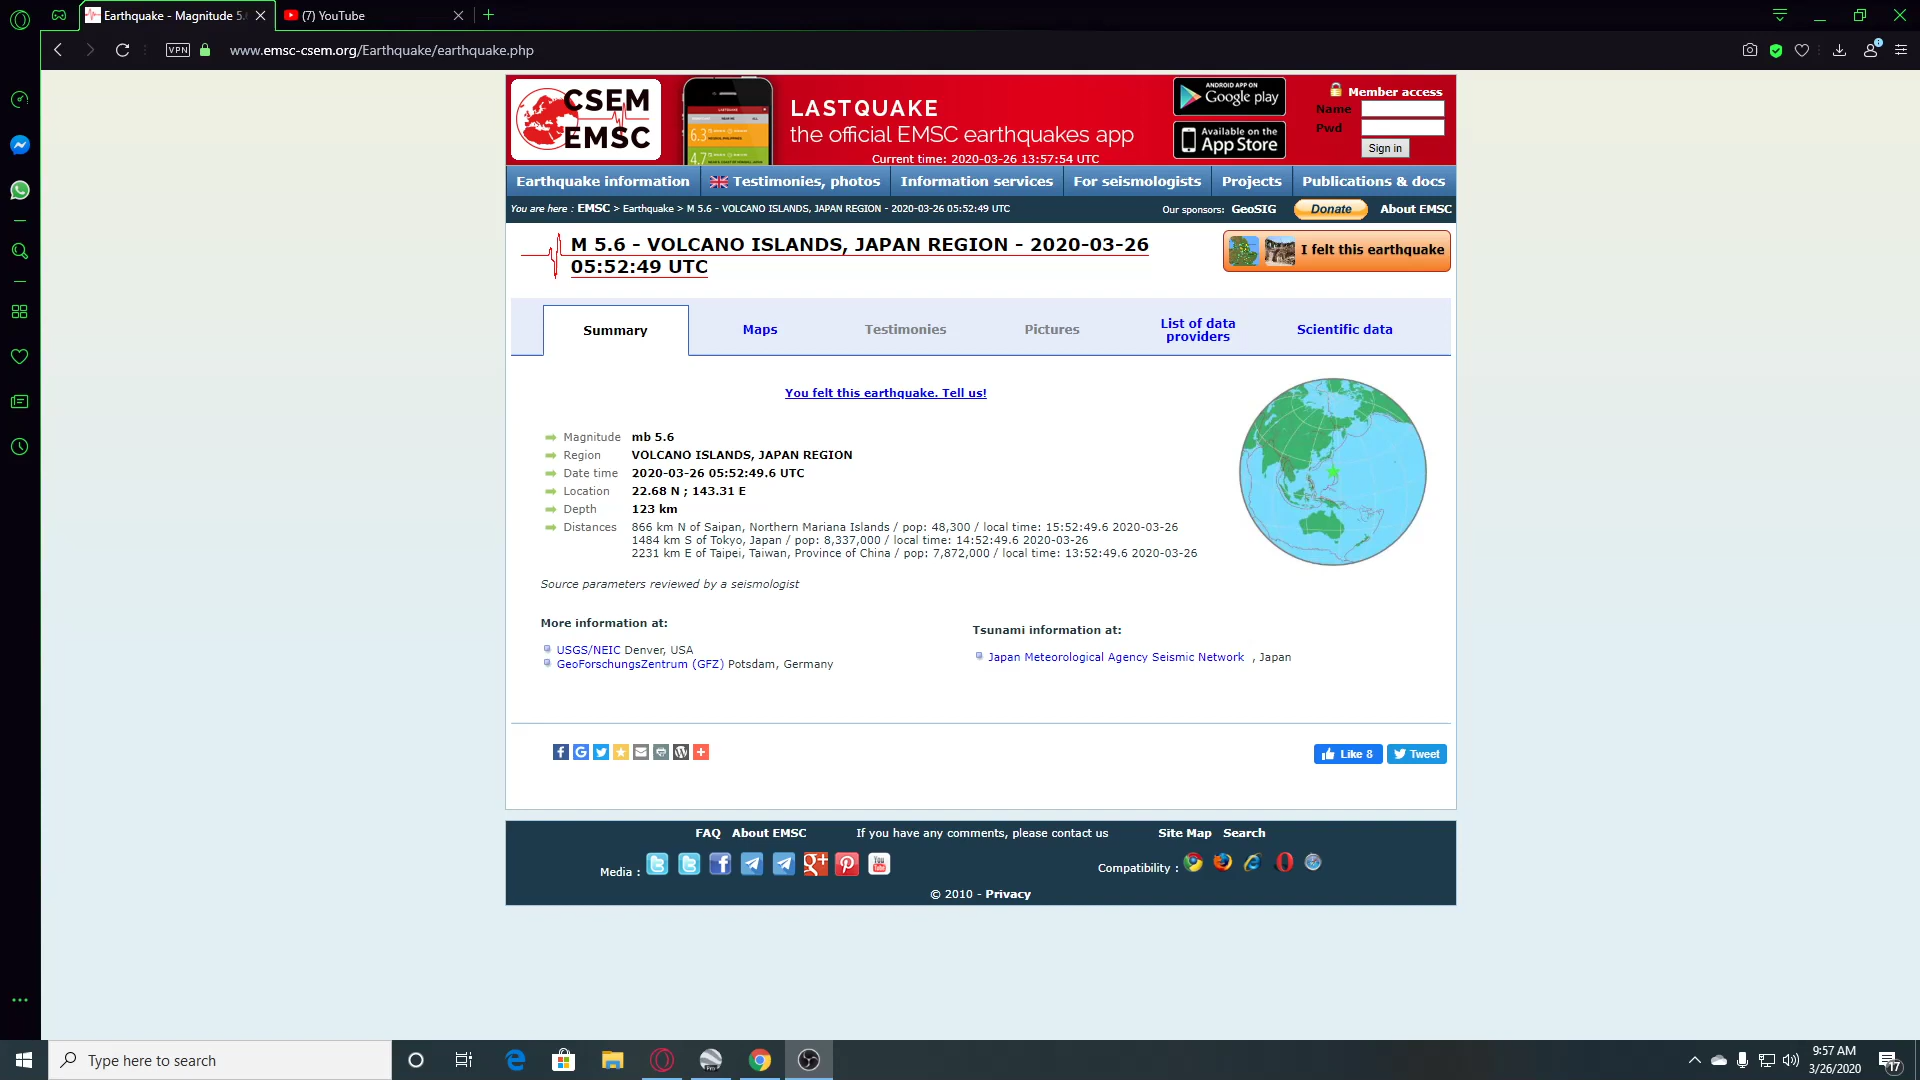 Earthquake - Magnitude 5.
(7) YouTube
VPN
www.emsc-csem.org/Earthquake/earthquake.php
CSEM
EMSC
LASTQUAKE
the official EMSC earthquakes app
Current time: 2020-03-26 13:57:54 UTC
6.3
4.7
ANDROID APP ON
Google play
Available on the
App Store
Member access
Name
Pwd
Sign in
Earthquake information
Testimonies, photos
Information services
For seismologists
Projects
Publications & docs
You are here : EMSC > Earthquake > M 5.6 - VOLCANO ISLANDS, JAPAN REGION - 2020-03-26 05:52:49 UTC
Our sponsors: GeoSIG
Donate
About EMSC
M 5.6 - VOLCANO ISLANDS, JAPAN REGION - 2020-03-26
05:52:49 UTC
I felt this earthquake
Summary
Maps
Testimonies
Pictures
List of data
providers
Scientific data
You felt this earthquake. Tell us!
Magnitude mb 5.6
Region VOLCANO ISLANDS, JAPAN REGION
Date time 2020-03-26 05:52:49.6 UTC
Location 22.68 N ; 143.31 E
Depth 123 km
Distances 866 km N of Saipan, Northern Mariana Islands / pop: 48,300 / local time: 15:52:49.6 2020-03-26
1484 km S of Tokyo, Japan / pop: 8,337,000 / local time: 14:52:49.6 2020-03-26
2231 km E of Taipei, Taiwan, Province of China / pop: 7,872,000 / local time: 13:52:49.6 2020-03-26
Source parameters reviewed by a seismologist
More information at:
USGS/NEIC Denver, USA
GeoForschungsZentrum (GFZ) Potsdam, Germany
Tsunami information at:
Japan Meteorological Agency Seismic Network , Japan
Like 8
Tweet
FAQ About EMSC
If you have any comments, please contact us
Site Map Search
Media :
You
Compatibility :
© 2010 - Privacy
Type here to search
9:57 AM
3/26/2020
17